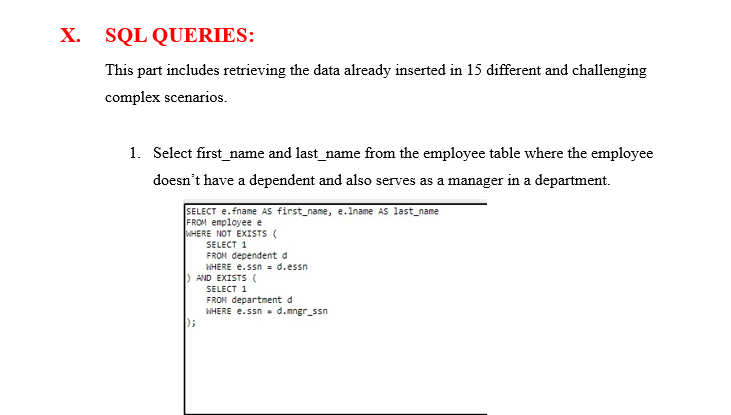 X. SQL QUERIES:
This part includes retrieving the data already inserted in 15 different and challenging
complex scenarios.
1. Select first_name and last_name from the employee table where the employee
doesn't have a dependent and also serves as a manager in a department.
SELECT e.fname AS first_name, e.lname AS last_name
FROM employee e
WHERE NOT EXISTS (
SELECT 1
FROM dependent d
WHERE e.ssn = d.essn
) AND EXISTS (
SELECT 1
FROM department d
WHERE e.ssn = d.mngr_ssn
);